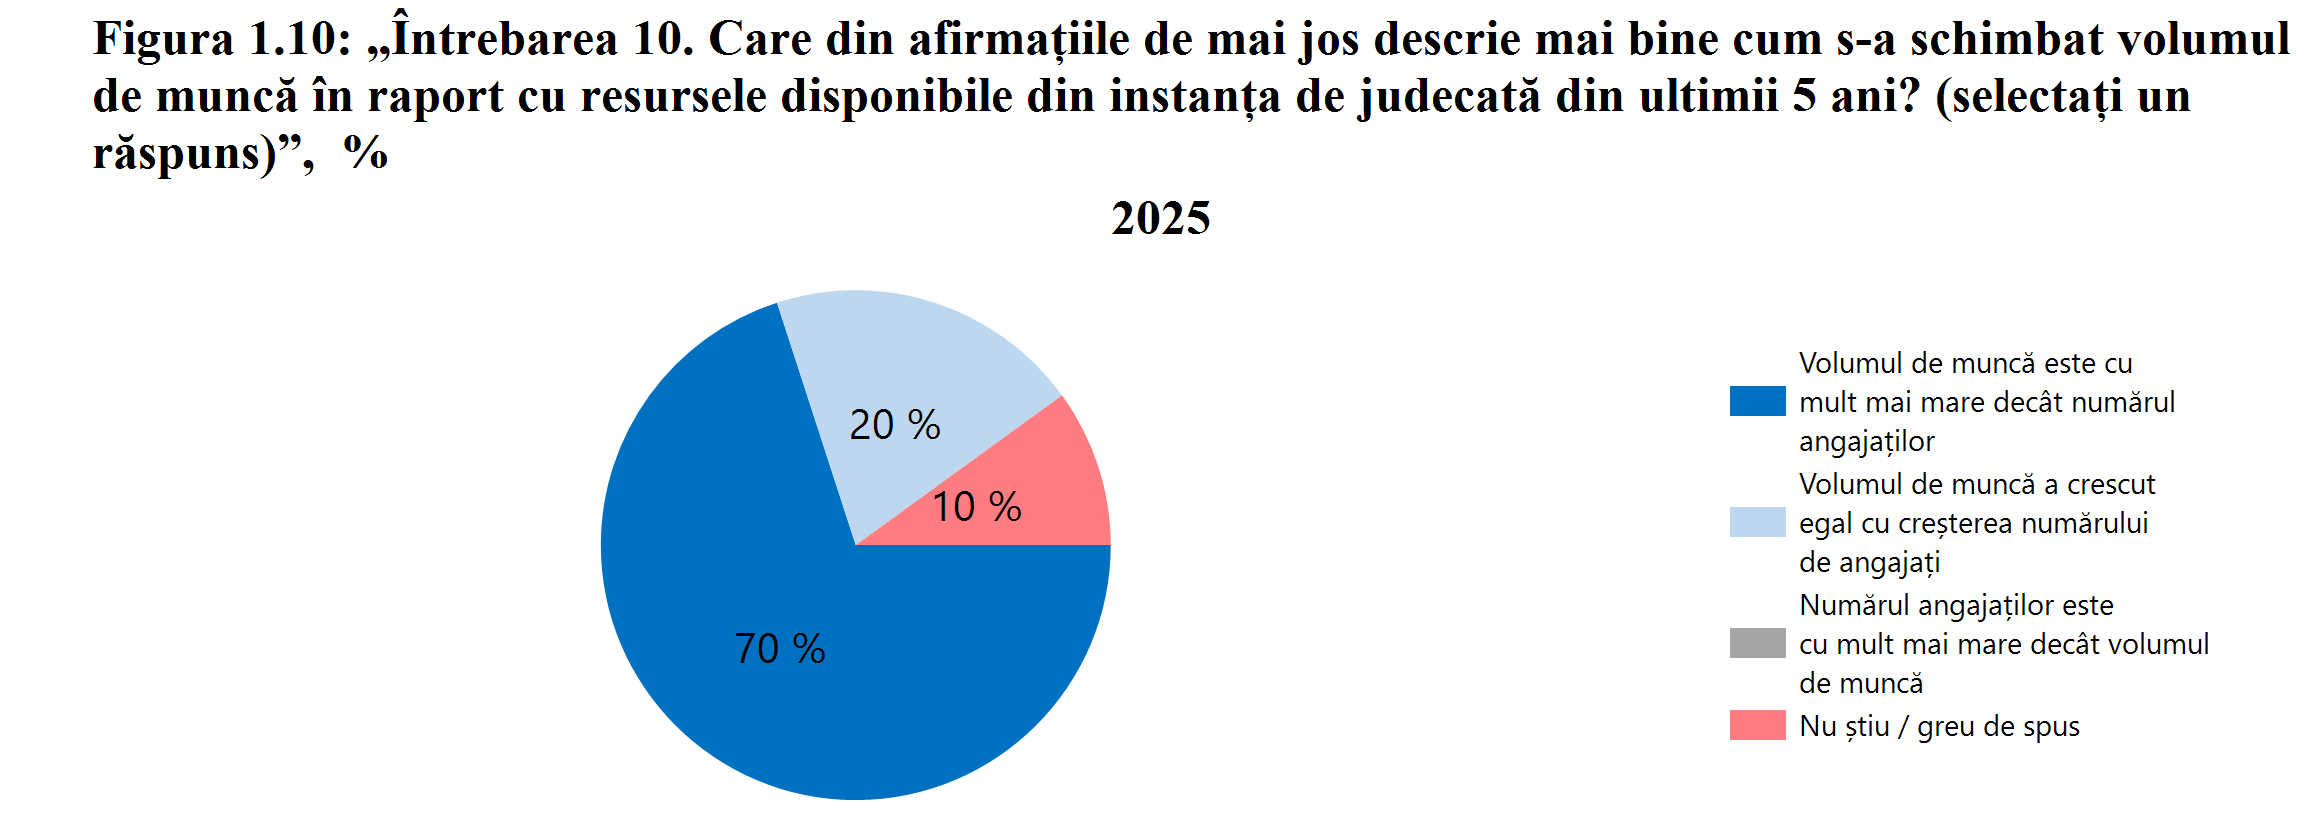 Figura 1.10: „Întrebarea 10. Care din afirmațiile de mai jos descrie mai bine cum s-a schimbat volumul
de muncă în raport cu resursele disponibile din instanța de judecată din ultimii 5 ani? (selectați un
răspuns)”,  %
2025
20 %
10 %
70 %
Volumul de muncă este cu
mult mai mare decât numărul
angajaților
Volumul de muncă a crescut
egal cu creșterea numărului
de angajați
Numărul angajaților este
cu mult mai mare decât volumul
de muncă
Nu știu / greu de spus